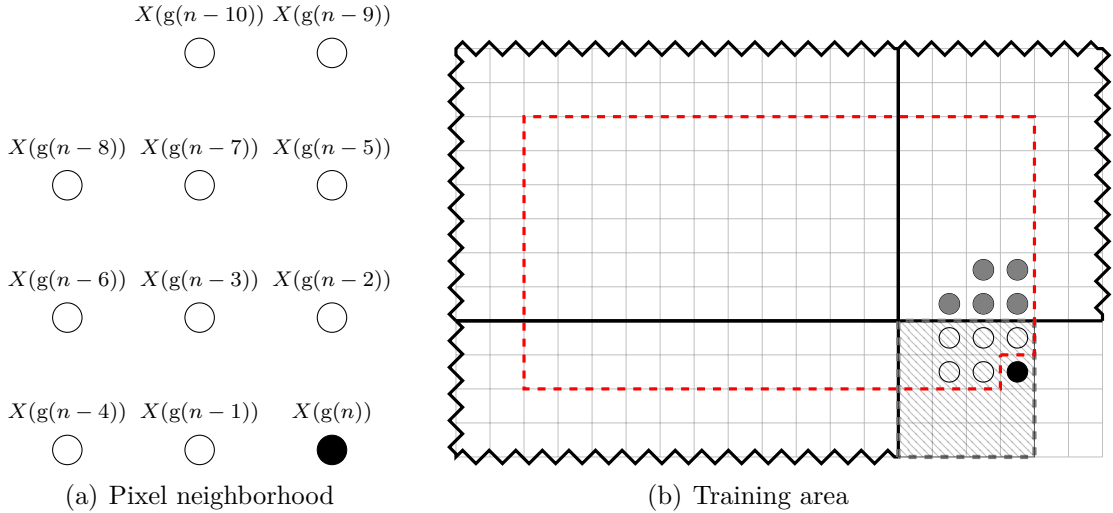 X(g(n − 10)) X(g(n − 9))
X(g(n − 8)) X(g(n − 7)) X(g(n − 5))
X(g(n − 6)) X(g(n − 3)) X(g(n − 2))
X(g(n − 4)) X(g(n − 1)) X(g(n))
(a) Pixel neighborhood
(b) Training area